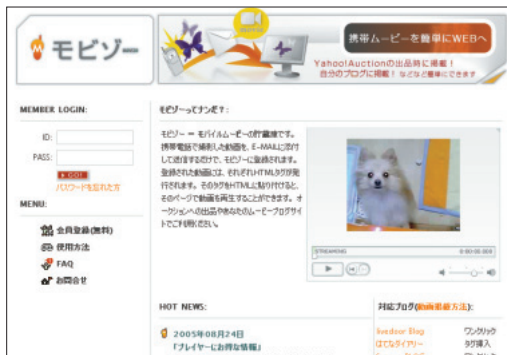 モビゾー
携帯ムービーを簡単にWEBへ
Yahoo!Auctionの出品時に掲載!
自分のブログに掲載! などなど簡単にできます
MEMBER LOGIN:
ID:
PASS:
GO!
パスワードを忘れた方
MENU:
会員登録(無料)
使用方法
FAQ
お問合せ
モビゾーってナンだ?:
モビゾー = モバイルムービーの貯蔵庫です。
携帯電話で撮影した動画を、E-MAILに添付
して送信するだけで、モビゾーに登録されます。
登録された動画には、それぞれHTMLタグが発
行されます。そのタグをHTMLに貼り付けると、
そのページで動画を再生することができます。オ
ークションへの出品やあなたのムービーブログサイ
トでご利用ください。
STREAMING
HOT NEWS:
2005年08月24日
「プレイヤーにお得な情報」
対応ブログ(動画掲載方法):
livedoor Blog ワンクリック
はてなダイアリー タグ挿入